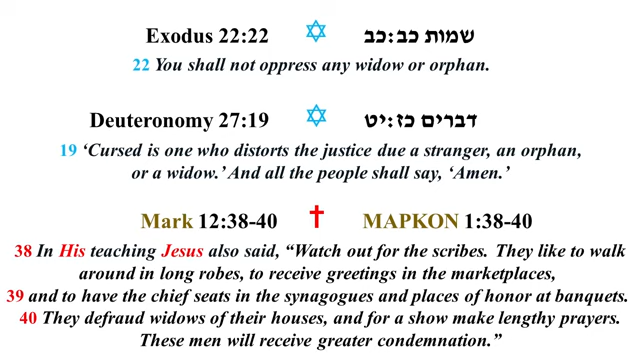 Exodus 22:22 ✡ שמות כב:כב
22 You shall not oppress any widow or orphan.
Deuteronomy 27:19 ✡ דברים כז:יט
19 ‘Cursed is one who distorts the justice due a stranger, an orphan,
or a widow.’ And all the people shall say, ‘Amen.’
Mark 12:38-40 ✝ ΜΑΡΚΟΝ 1:38-40
38 In His teaching Jesus also said, “Watch out for the scribes. They like to walk
around in long robes, to receive greetings in the marketplaces,
39 and to have the chief seats in the synagogues and places of honor at banquets.
40 They defraud widows of their houses, and for a show make lengthy prayers.
These men will receive greater condemnation.”